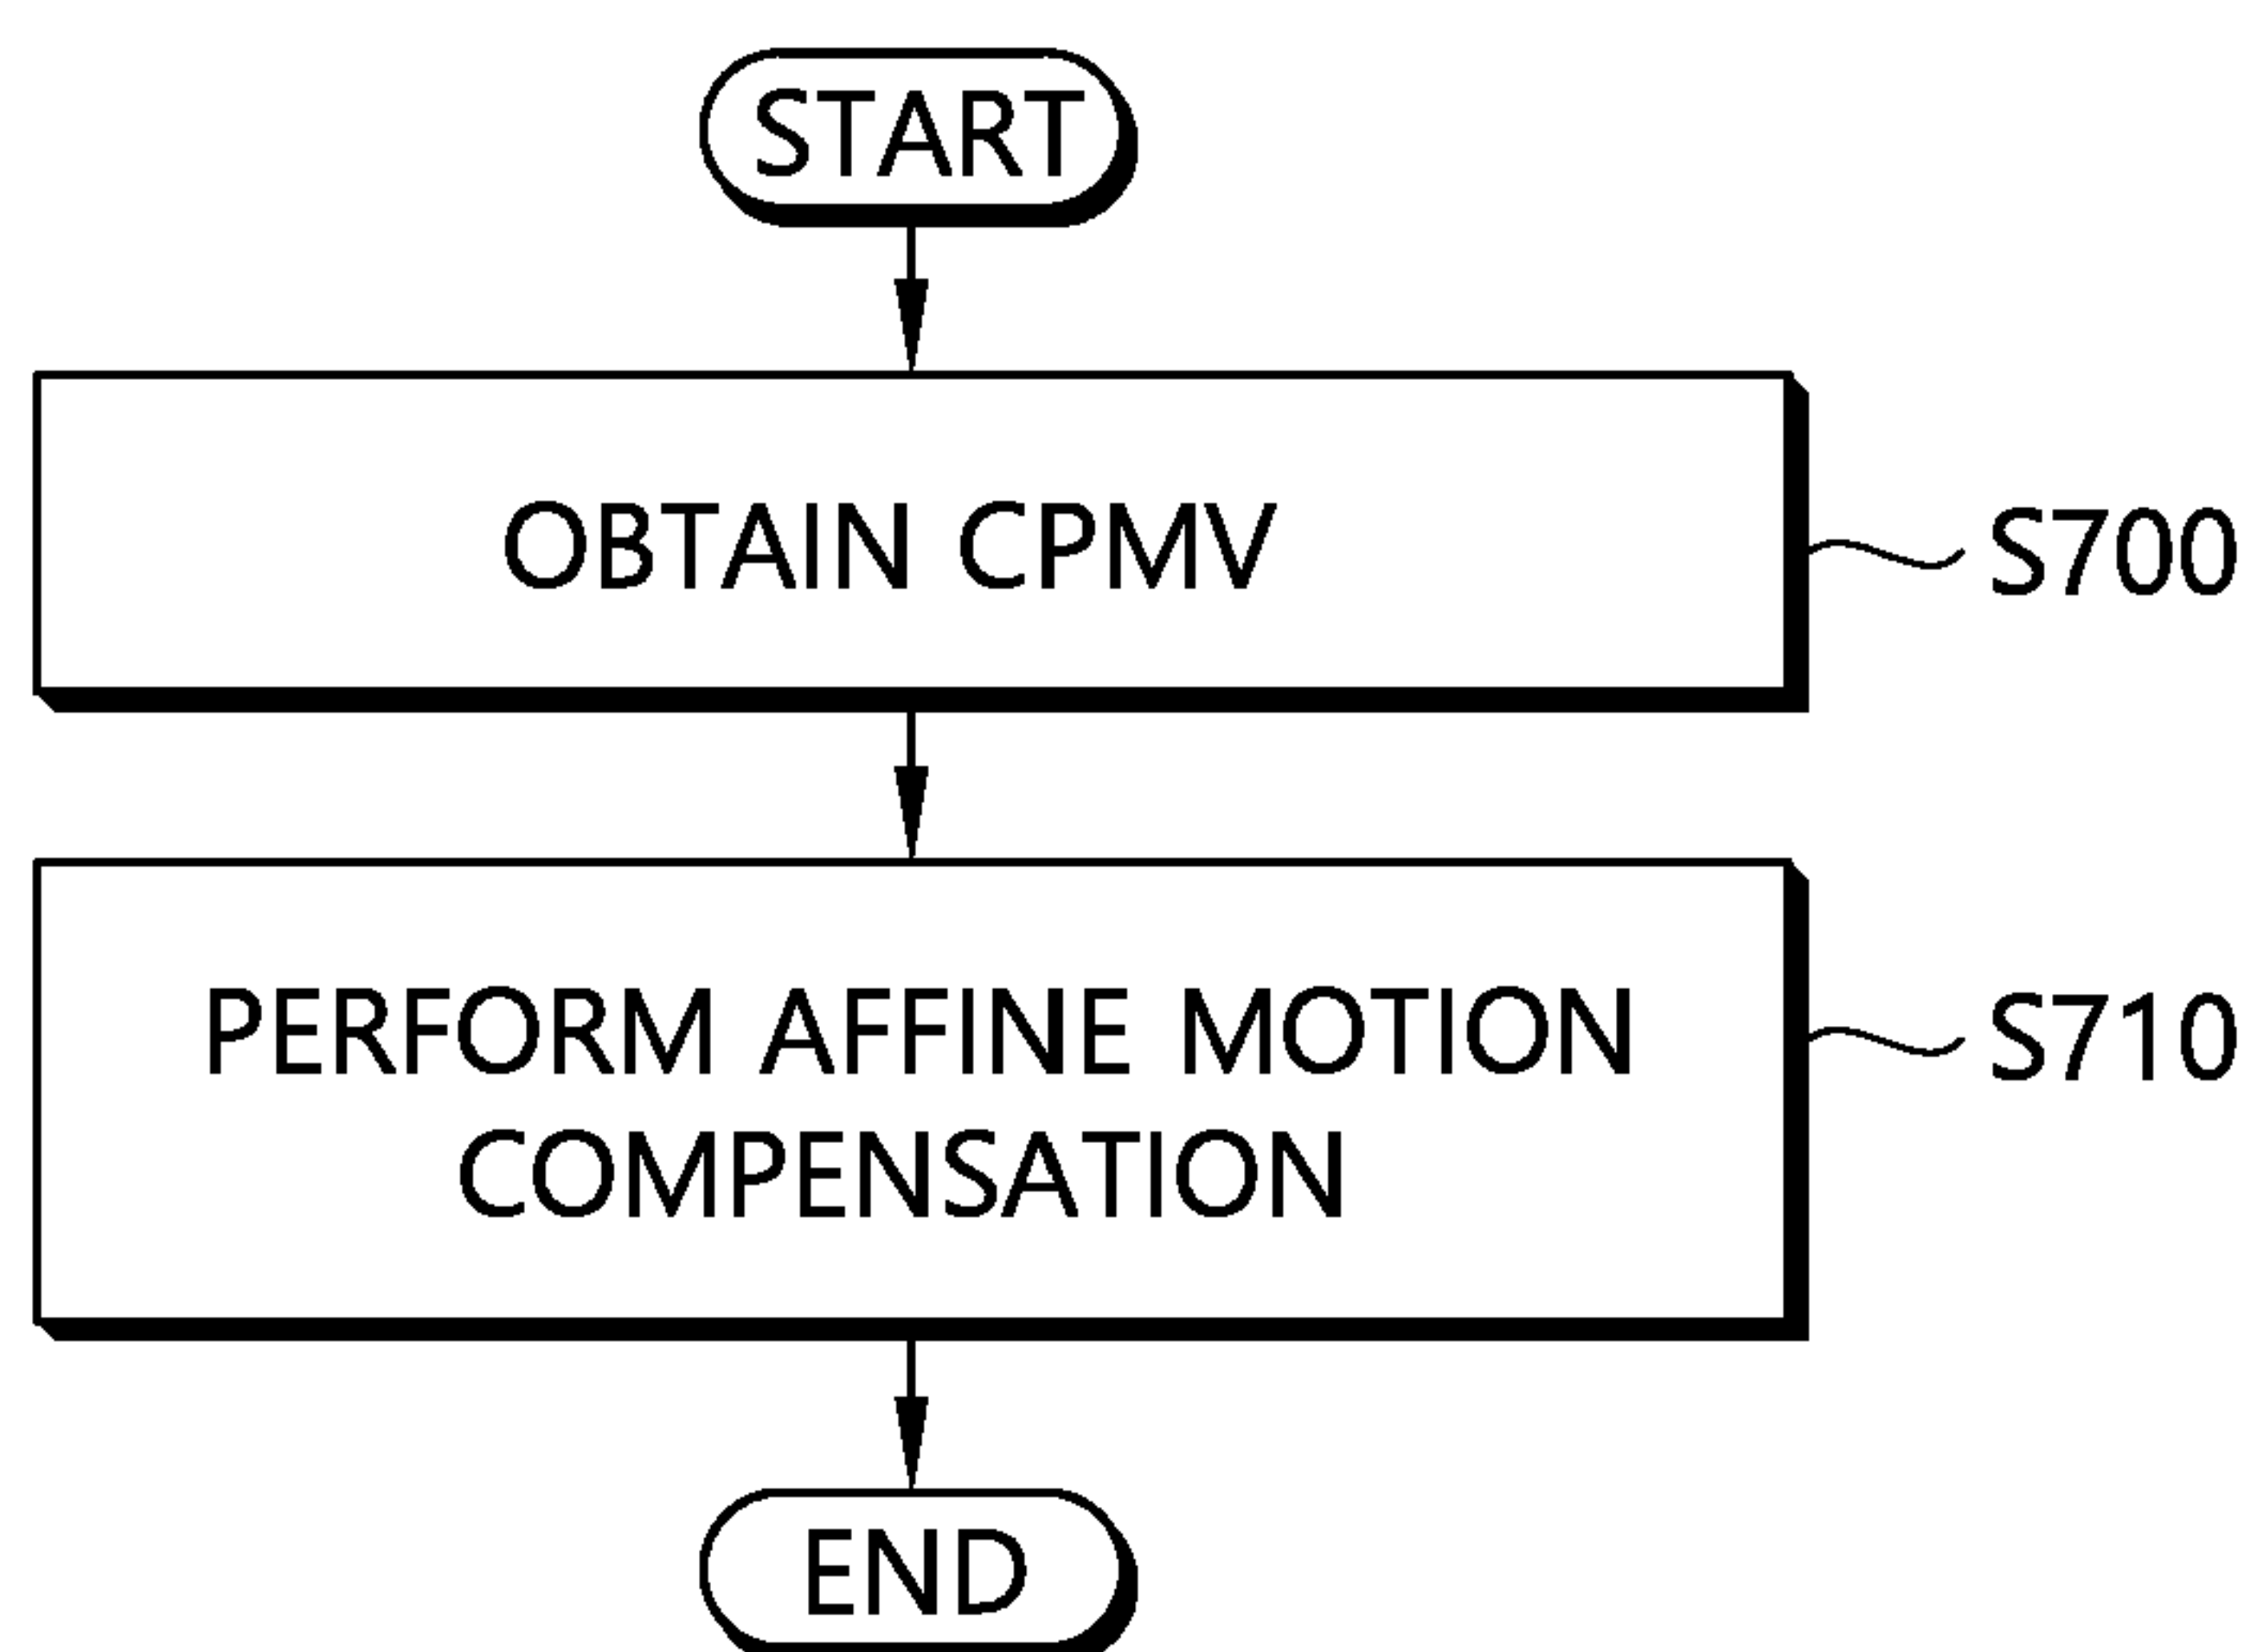 START
OBTAIN CPMV
S700
PERFORM AFFINE MOTION
COMPENSATION
S710
END